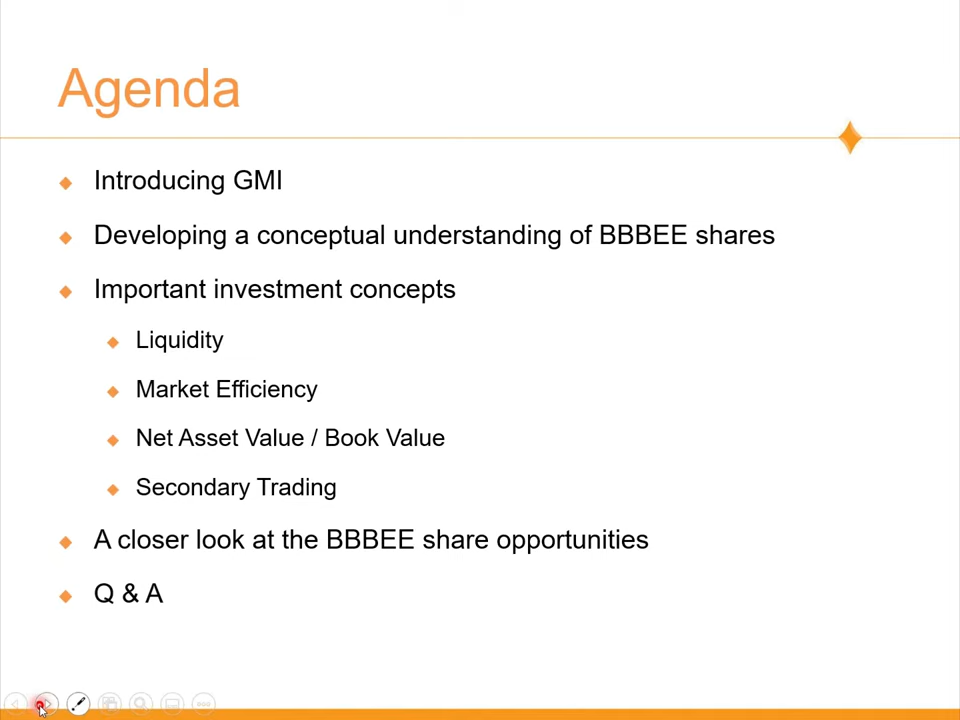 Agenda
Introducing GMI
Developing a conceptual understanding of BBBEE shares
Important investment concepts
Liquidity
Market Efficiency
Net Asset Value / Book Value
Secondary Trading
A closer look at the BBBEE share opportunities
Q & A